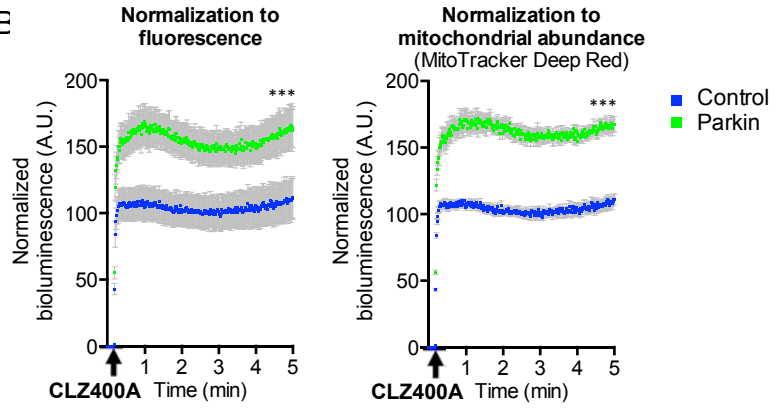 Normalization to
fluorescence
Normalized
bioluminescence (A.U.)
200
150
100
50
0
***
1 2 3 4 5
CLZ400A Time (min)
Normalization to
mitochondrial abundance
(MitoTracker Deep Red)
Normalized
bioluminescence (A.U.)
200
150
100
50
0
***
1 2 3 4 5
CLZ400A Time (min)
Control
Parkin